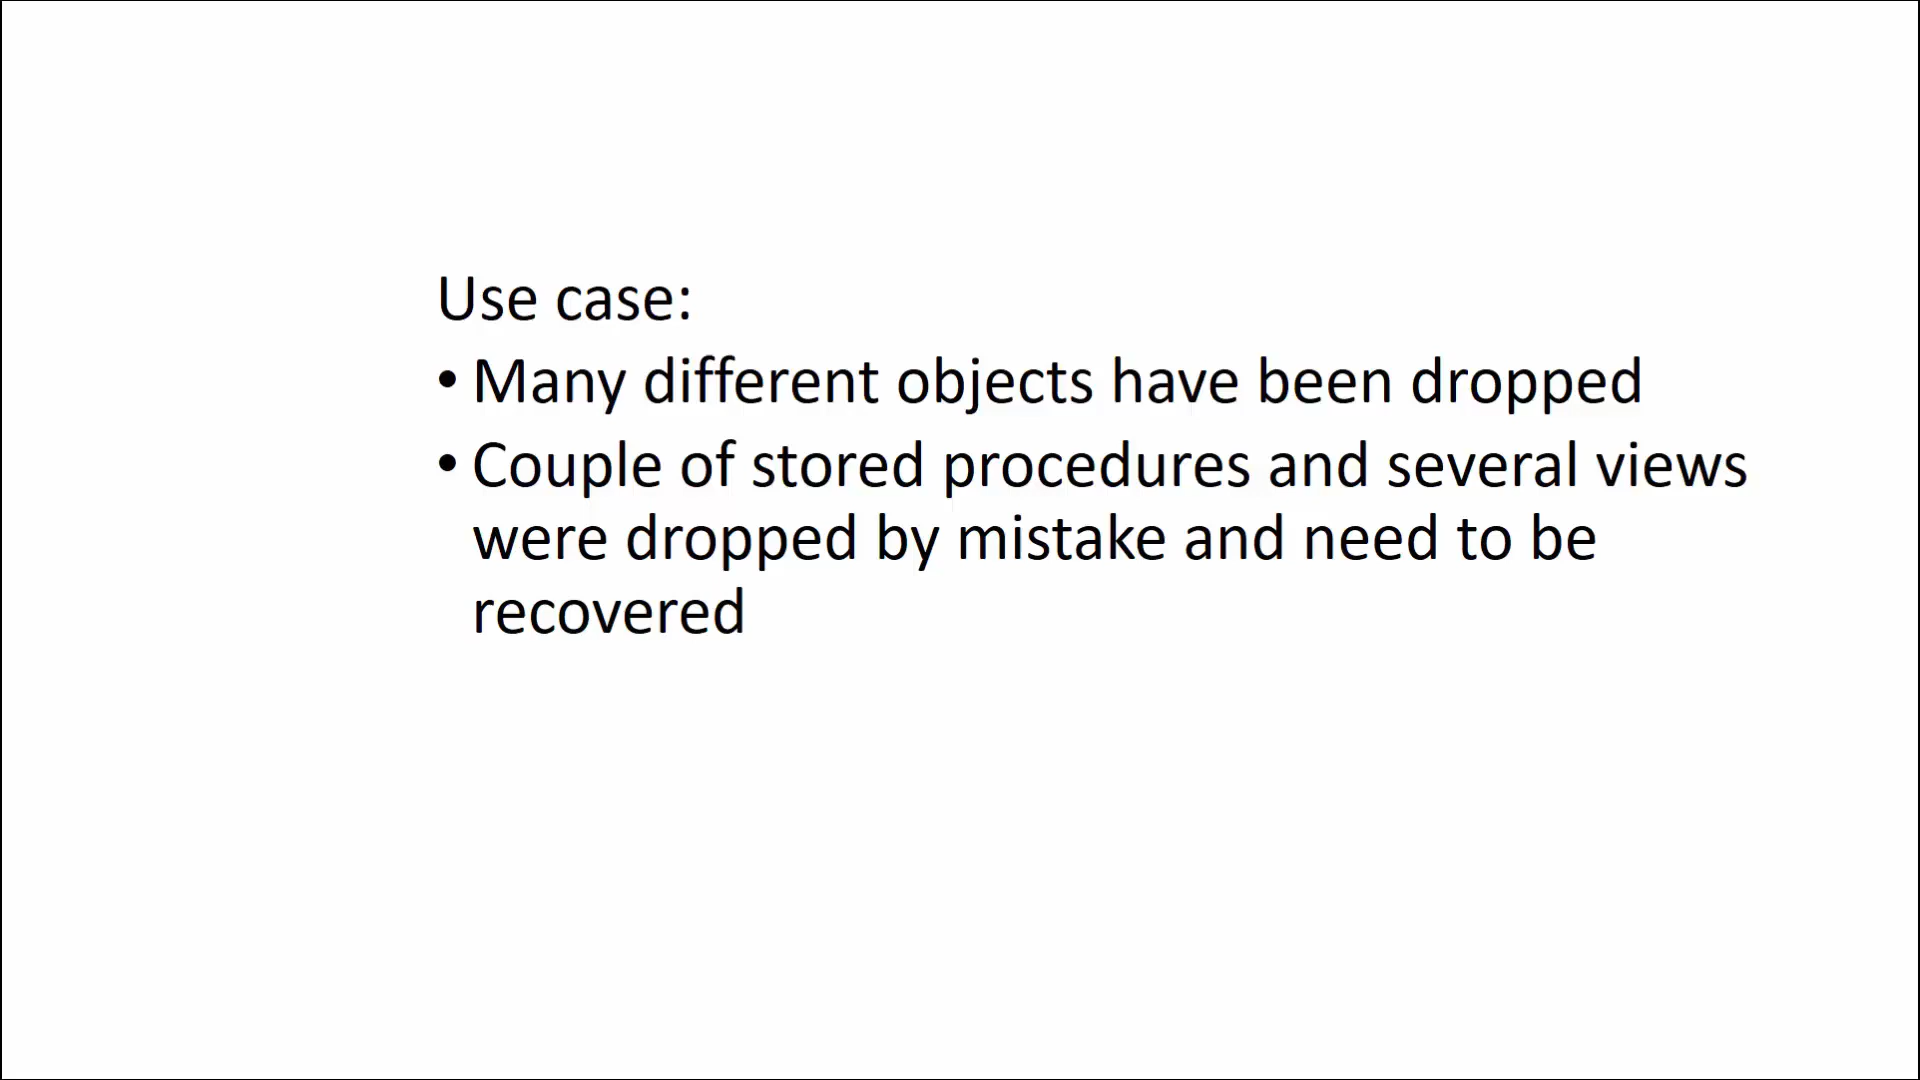 Use case:
• Many different objects have been dropped
• Couple of stored procedures and several views
were dropped by mistake and need to be
recovered